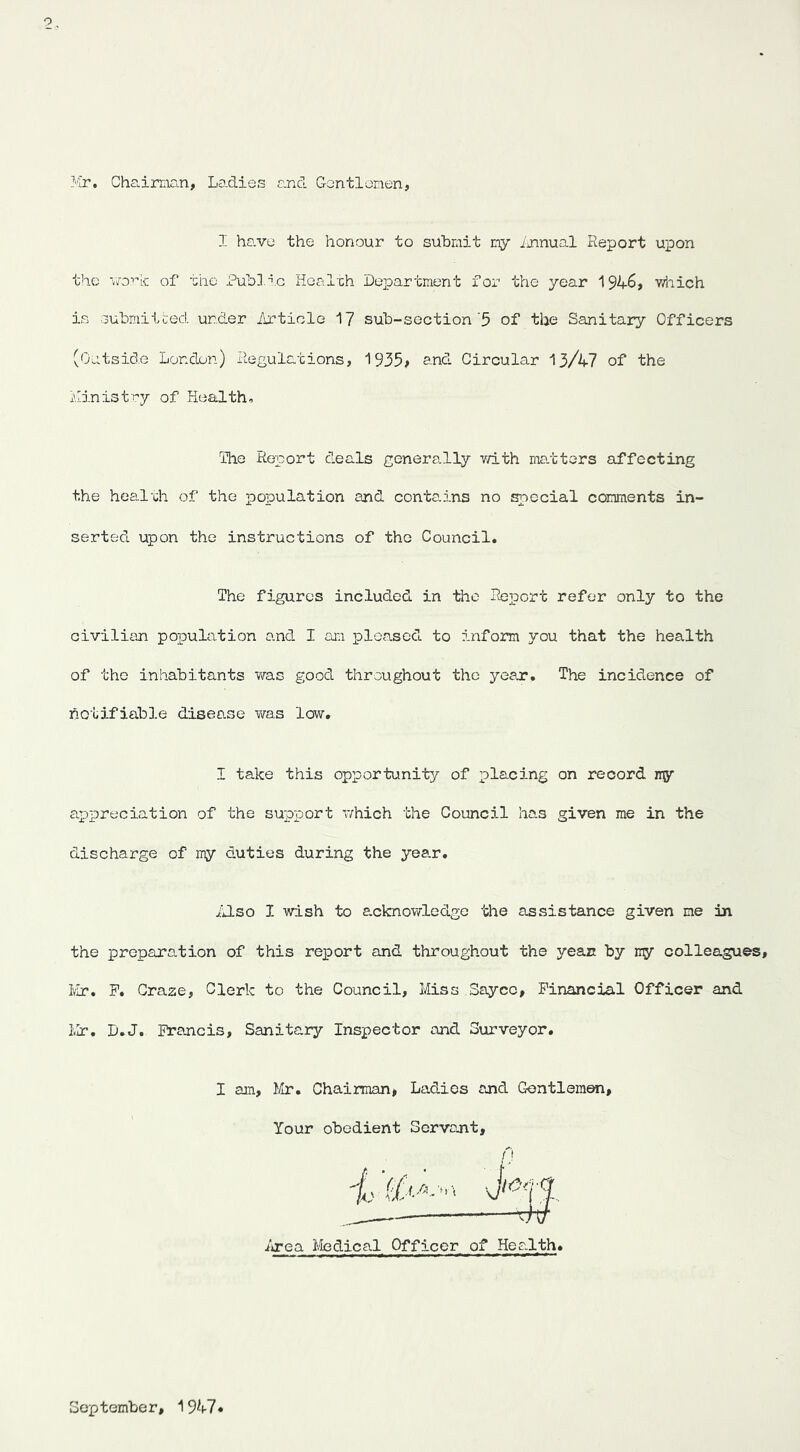 2.
Mr. Chairman, Ladies and Gentlemen,
I have the honour to submit my Annual Report upon
the work of the Public Health Department for the year 1946, which
is submitted under Article 17 sub-section 5 of the Sanitary Officers
(Outside London) Regulations, 1935, and Circular 13/47 of the
Ministry of Health.
The Report deals generally with matters affecting
the health of the population and contains no special comments in-
serted upon the instructions of the Council.
The figures included in the Report refer only to the
civilian population and I am pleased to inform you that the health
of the inhabitants was good throughout the year. The incidence of
notifiable disease was low.
I take this opportunity of placing on record my
appreciation of the support which the Council has given me in the
discharge of my duties during the year.
Also I wish to acknowledge the assistance given me in
the preparation of this report and throughout the year by my colleagues,
Mr. F. Craze, Clerk to the Council, Miss Sayce, Financial Officer and
Mr. D.J. Francis, Sanitary Inspector and Surveyor.
I am, Mr. Chairman, Ladies and Gentlemen,
Your obedient Servant,
Area Medical Officer of Health.
September, 1947.